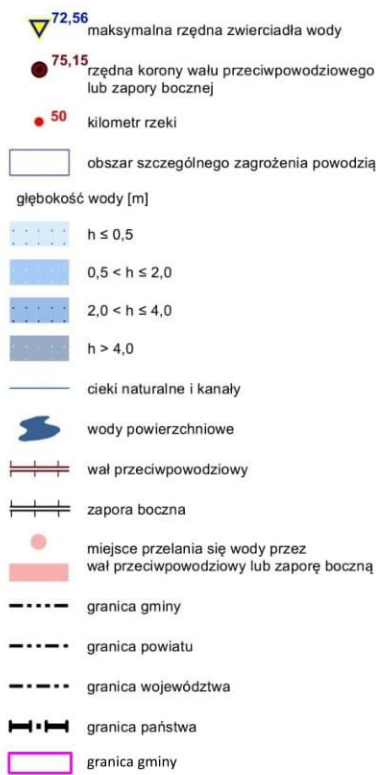 72,56
maksymalna rzędna zwierciadła wody
75,15
rzędna korony wału przeciwpowodziowego
lub zapory bocznej
50
kilometr rzeki
obszar szczególnego zagrożenia powodzią
głębokość wody [m]
h ≤ 0,5
0,5 < h ≤ 2,0
2,0 < h ≤ 4,0
h > 4,0
cieki naturalne i kanały
wody powierzchniowe
wał przeciwpowodziowy
zapora boczna
miejsce przelania się wody przez
wał przeciwpowodziowy lub zaporę boczną
granica gminy
granica powiatu
granica województwa
granica państwa
granica gminy